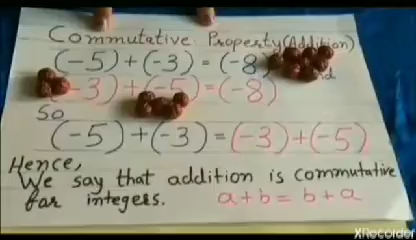 Commutative Property (Addition)
(-5) + (-3) = (-8)
(-3) + (-5) = (-8)
So
(-5) + (-3) = (-3) + (-5)
Hence,
We say that addition is commutative
for integers. a+b = b+a
XRecorder